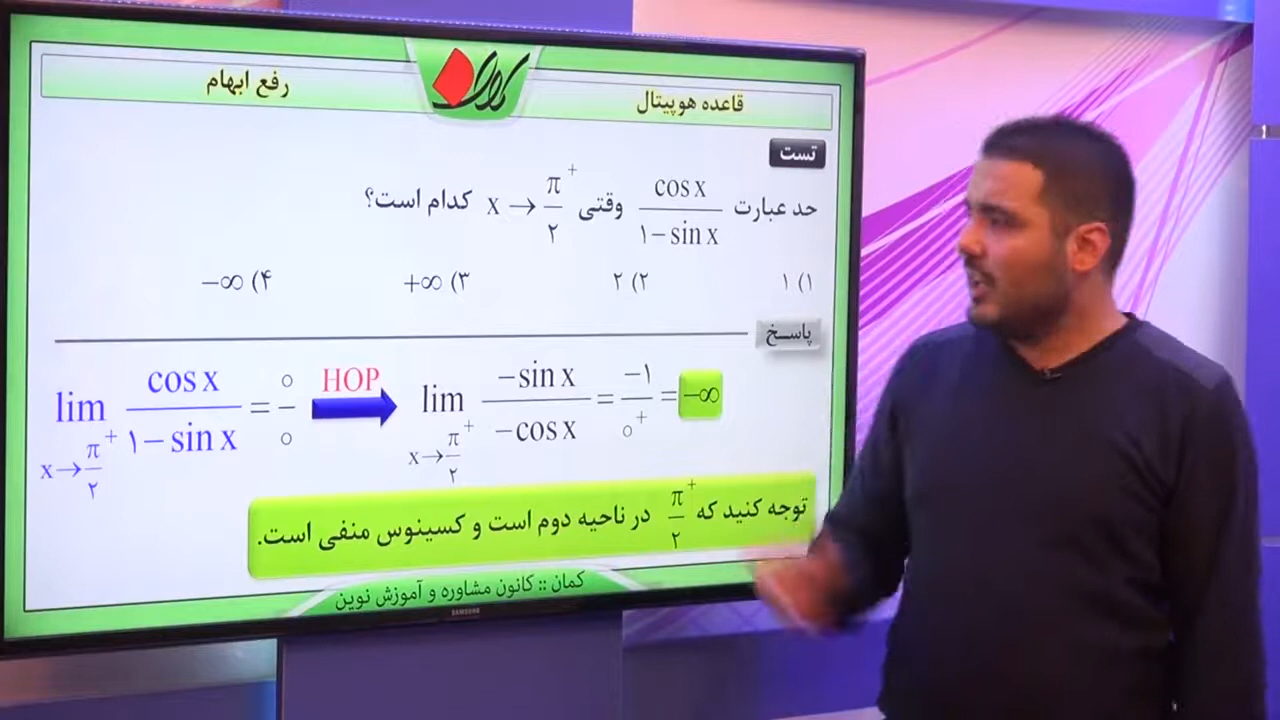 قاعده هوپیتال
رفع ابهام
تست
حد عبارت cos x / ۱ − sin x وقتی x → π⁺/۲ کدام است؟
۱) ۱ ۲) ۲ ۳) +∞ ۴) −∞
پاسخ
lim x→π⁺/۲ cos x / ۱ − sin x = ۰/۰ HOP lim x→π⁺/۲ −sin x / −cos x = −۱/۰⁺ = −∞
توجه کنید که π⁺/۲ در ناحیه دوم است و کسینوس منفی است.
کمان :: کانون مشاوره و آموزش نوین
SAMSUNG